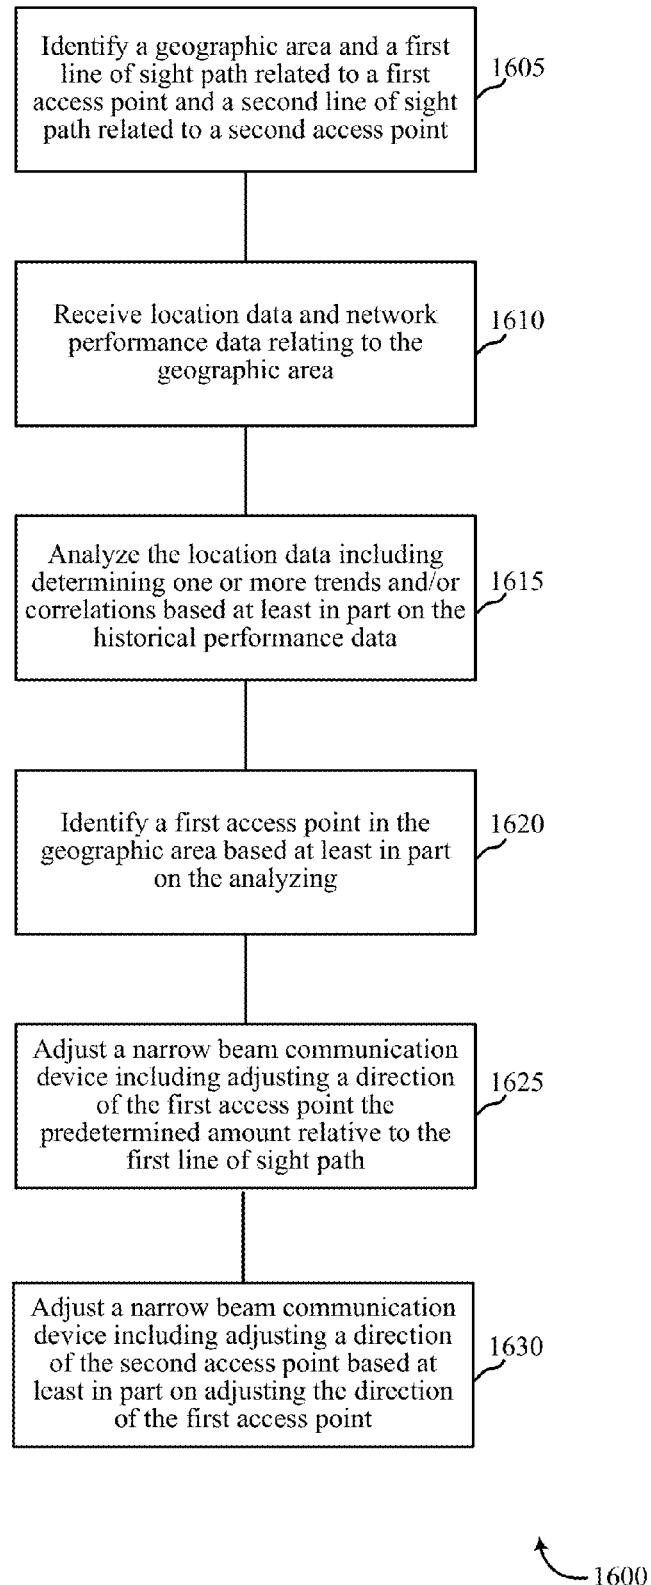 Identify a geographic area and a first
line of sight path related to a first
access point and a second line of sight
path related to a second access point
1605
Receive location data and network
performance data relating to the
geographic area
1610
Analyze the location data including
determining one or more trends and/or
correlations based at least in part on the
historical performance data
1615
Identify a first access point in the
geographic area based at least in part
on the analyzing
1620
Adjust a narrow beam communication
device including adjusting a direction
of the first access point the
predetermined amount relative to the
first line of sight path
1625
Adjust a narrow beam communication
device including adjusting a direction
of the second access point based at
least in part on adjusting the direction
of the first access point
1630
1600